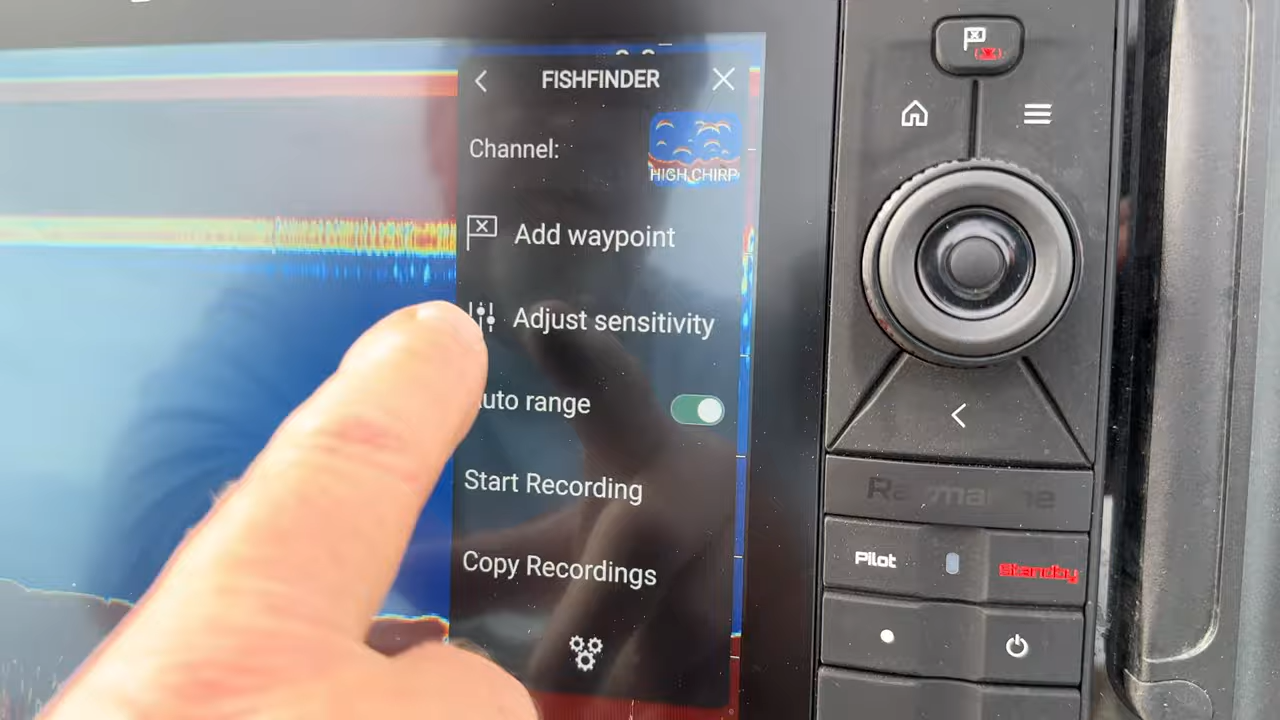 FISHFINDER
Channel:
HIGH CHIRP
Add waypoint
Adjust sensitivity
uto range
Start Recording
Copy Recordings
Raymarine
Pilot
Standby